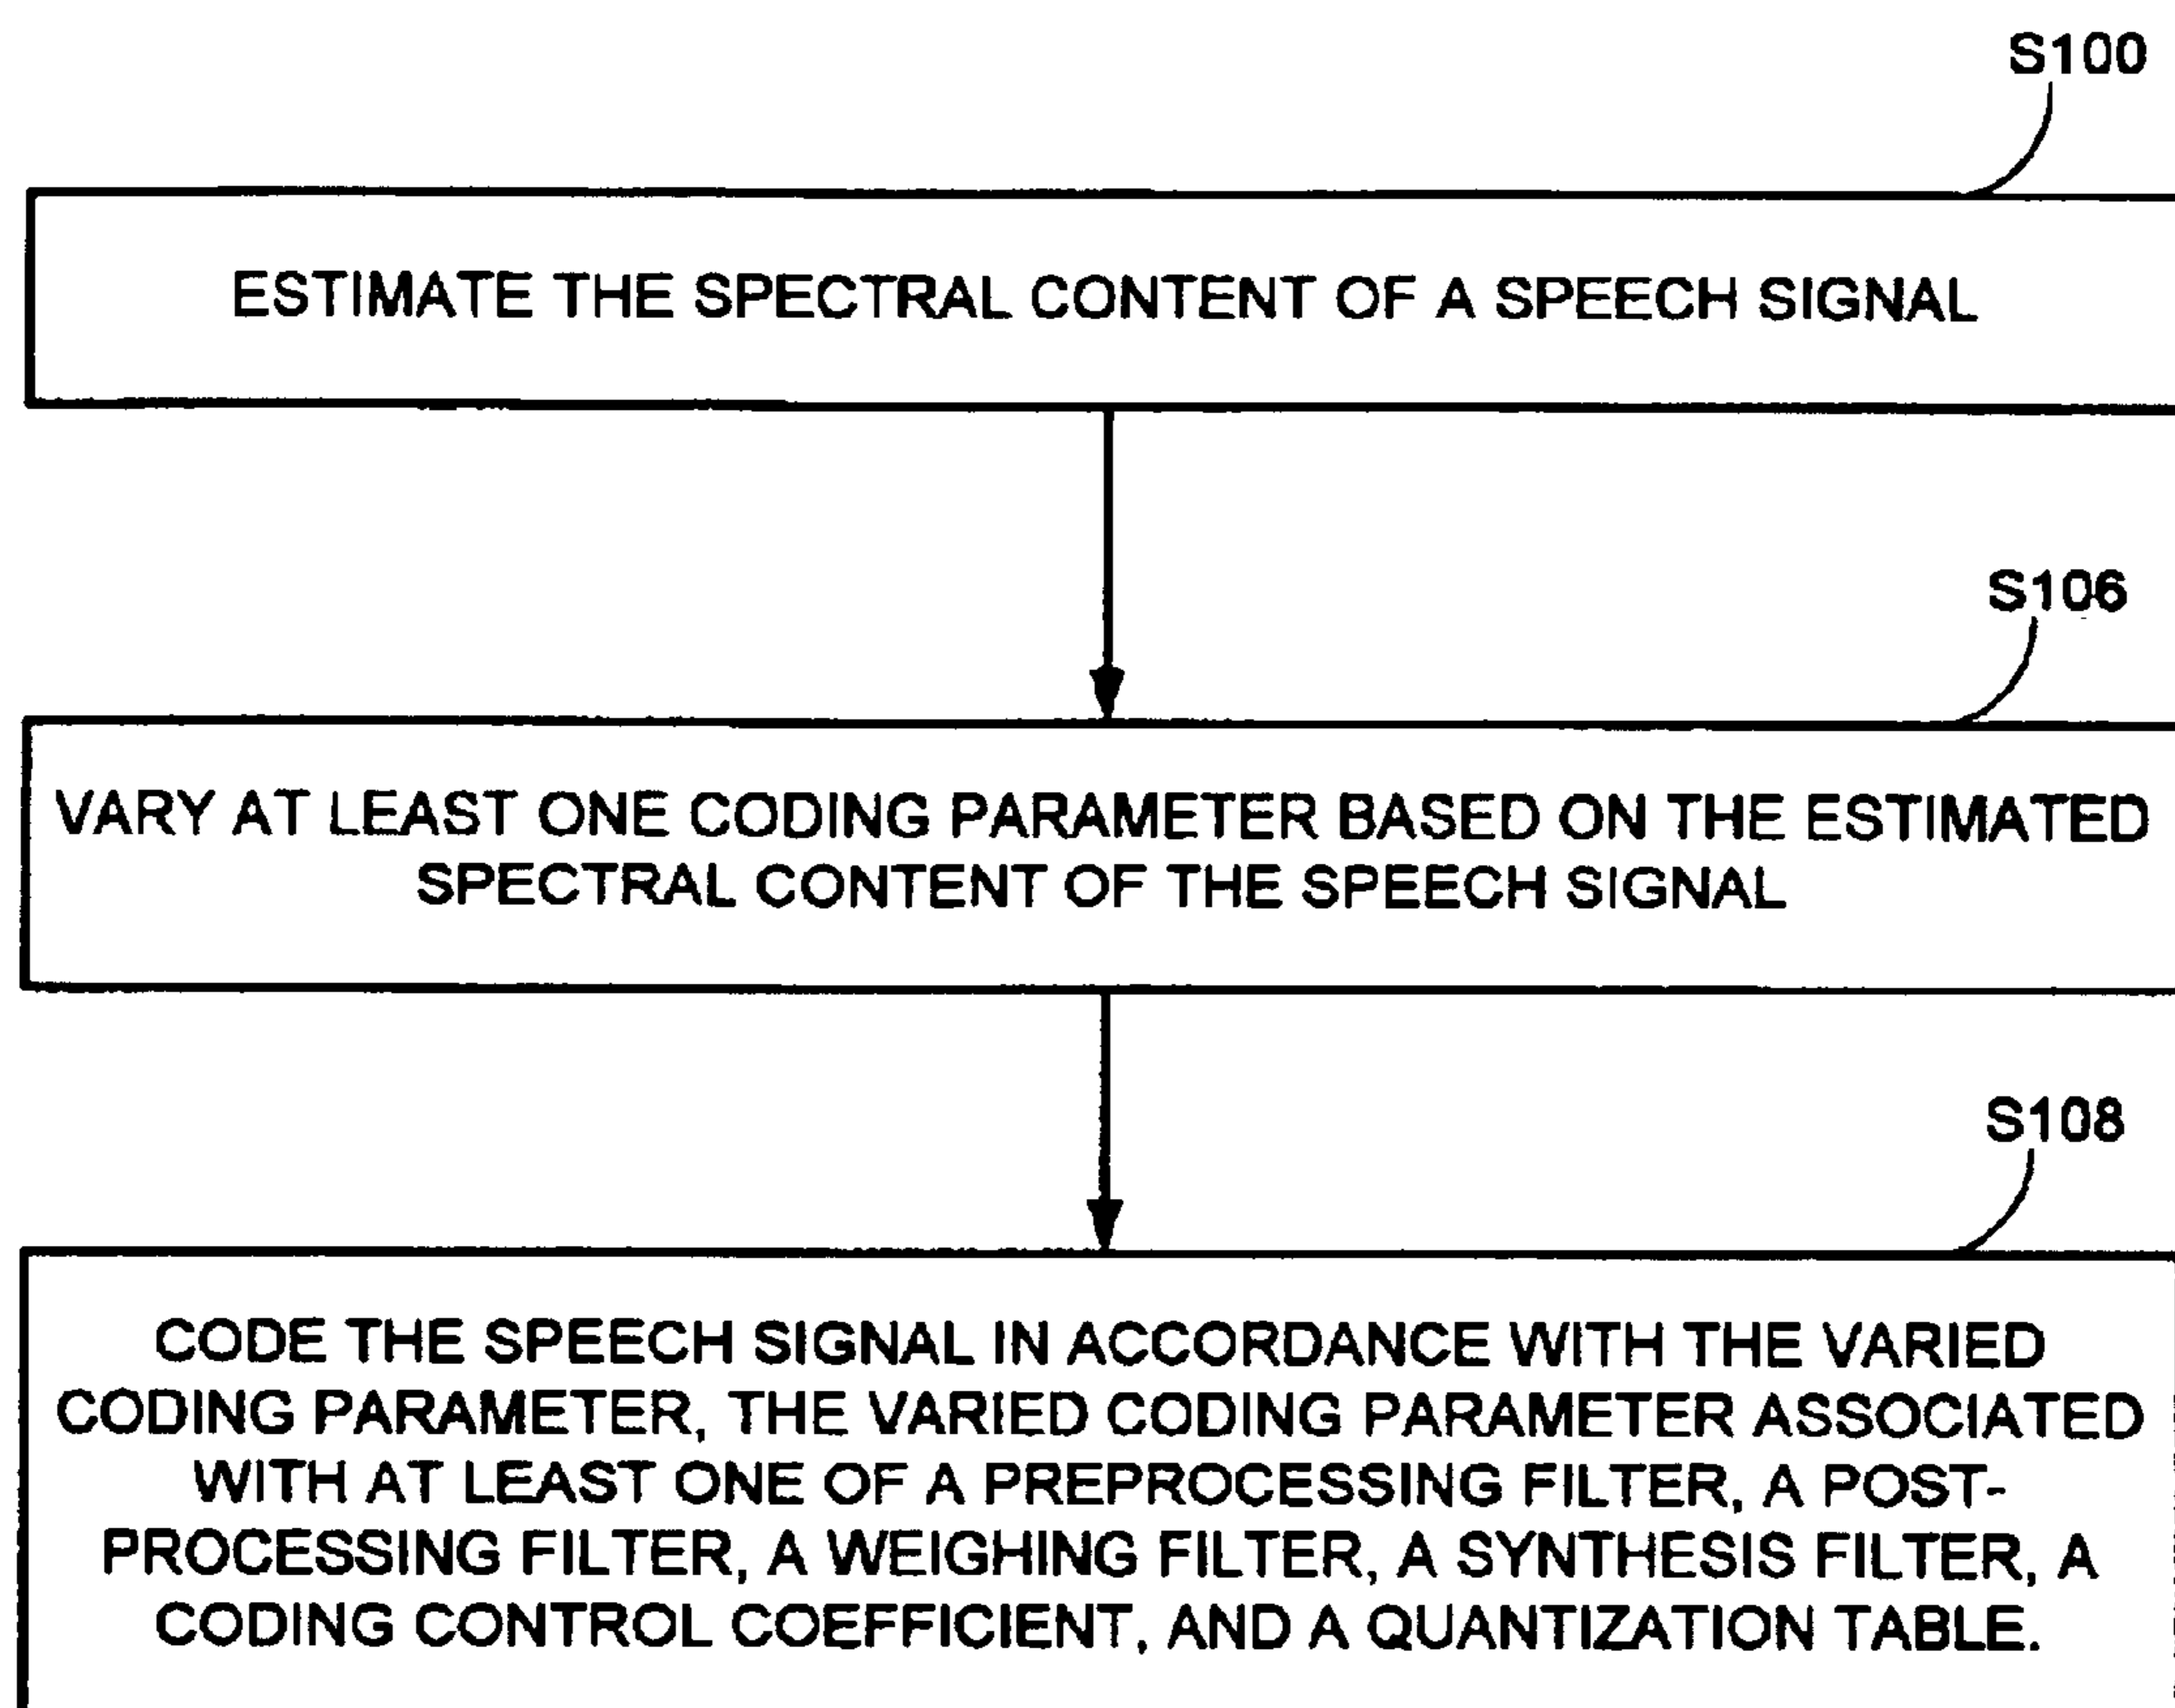 S100
ESTIMATE THE SPECTRAL CONTENT OF A SPEECH SIGNAL
S106
VARY AT LEAST ONE CODING PARAMETER BASED ON THE ESTIMATED
SPECTRAL CONTENT OF THE SPEECH SIGNAL
S108
CODE THE SPEECH SIGNAL IN ACCORDANCE WITH THE VARIED
CODING PARAMETER, THE VARIED CODING PARAMETER ASSOCIATED
WITH AT LEAST ONE OF A PREPROCESSING FILTER, A POST-
PROCESSING FILTER, A WEIGHING FILTER, A SYNTHESIS FILTER, A
CODING CONTROL COEFFICIENT, AND A QUANTIZATION TABLE.